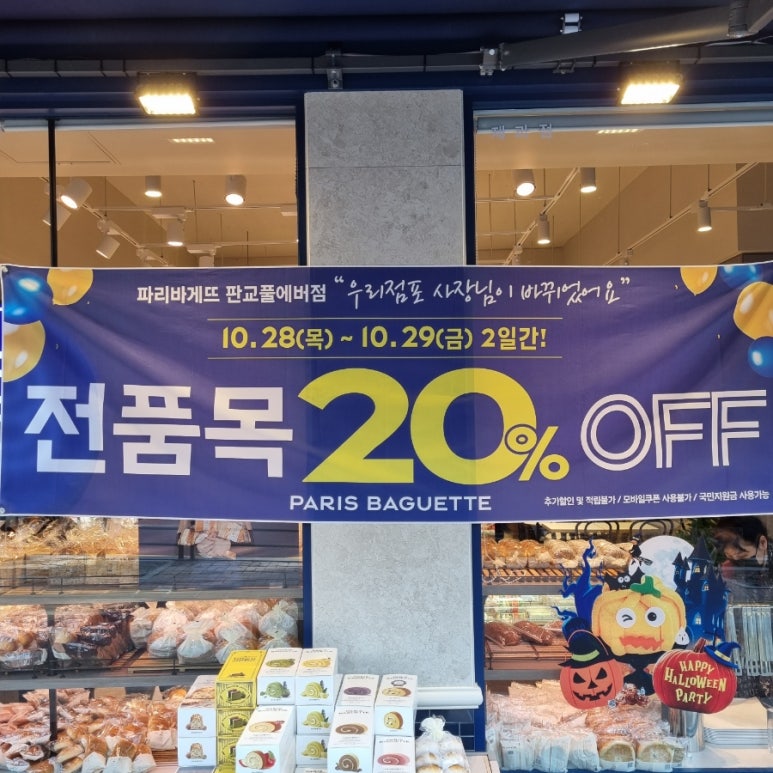 파리바게뜨 판교풀에버점 “우리점포 사장님이 바뀌었어요”
10.28(목) ~ 10.29(금) 2일간!
전품목 20% OFF
PARIS BAGUETTE
추가할인 및 적립불가 / 모바일쿠폰 사용불가 / 국민지원금 사용가능
HAPPY
HALLOWEEN
PARTY